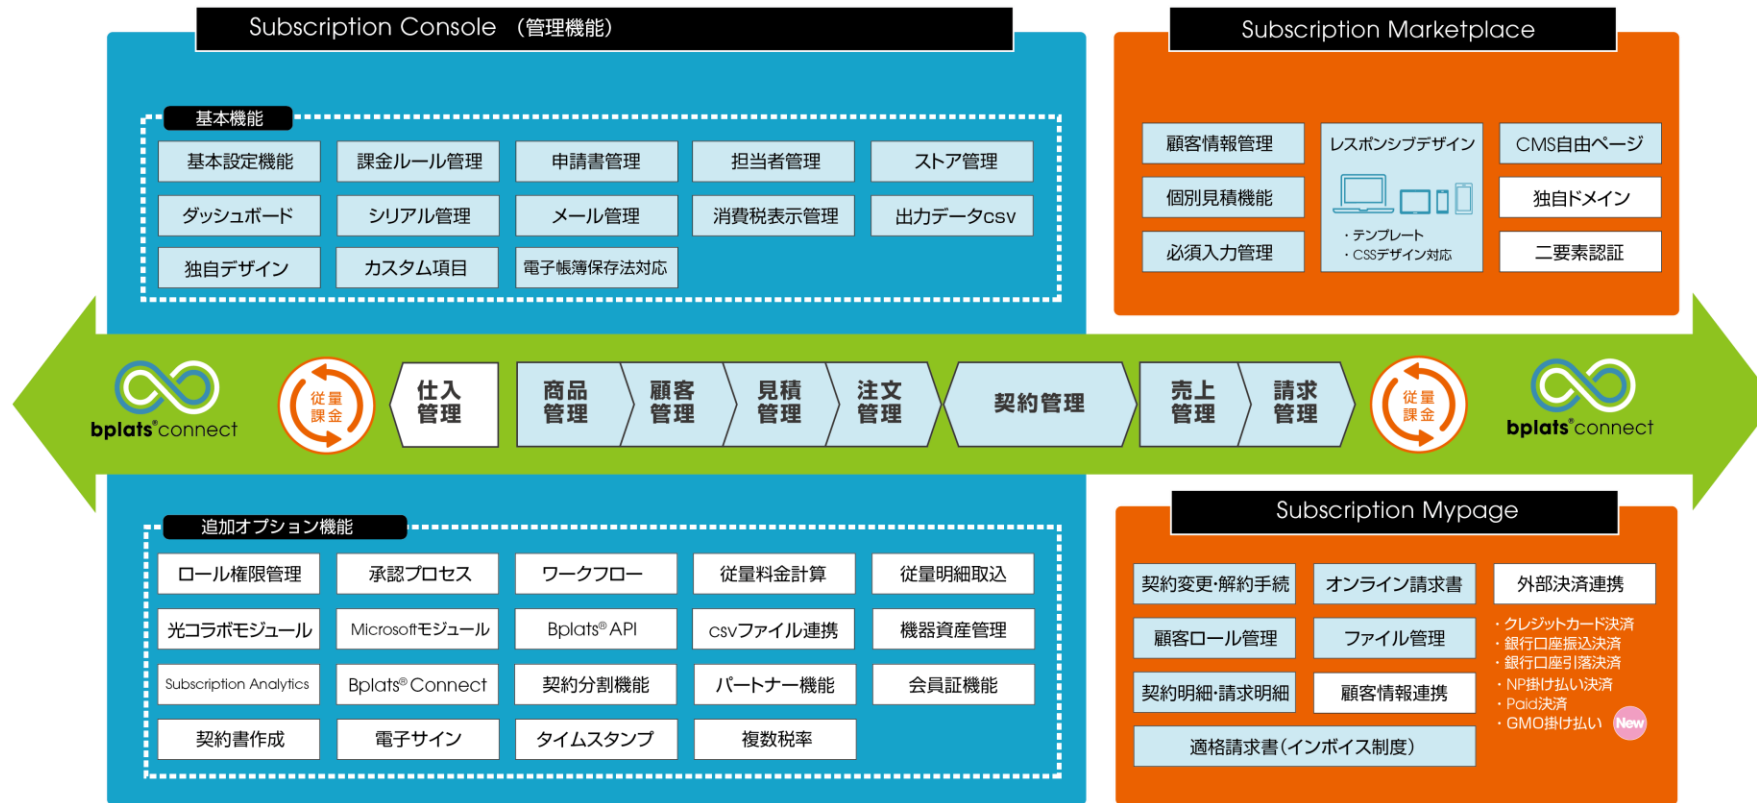 Subscription Console （管理機能）
基本機能
基本設定機能
課金ルール管理
申請書管理
担当者管理
ストア管理
ダッシュボード
シリアル管理
メール管理
消費税表示管理
出力データcsv
独自デザイン
カスタム項目
電子帳簿保存法対応
Subscription Marketplace
顧客情報管理
個別見積機能
必須入力管理
レスポンシブデザイン
・テンプレート
・CSSデザイン対応
CMS自由ページ
独自ドメイン
二要素認証
bplats®connect
従量
課金
仕入
管理
商品
管理
顧客
管理
見積
管理
注文
管理
契約管理
売上
管理
請求
管理
従量
課金
bplats®connect
追加オプション機能
ロール権限管理
承認プロセス
ワークフロー
従量料金計算
従量明細取込
光コラボモジュール
Microsoftモジュール
Bplats® API
csvファイル連携
機器資産管理
Subscription Analytics
Bplats® Connect
契約分割機能
パートナー機能
会員証機能
契約書作成
電子サイン
タイムスタンプ
複数税率
Subscription Mypage
契約変更・解約手続
オンライン請求書
外部決済連携
顧客ロール管理
ファイル管理
契約明細・請求明細
顧客情報連携
適格請求書（インボイス制度）
・クレジットカード決済
・銀行口座振込決済
・銀行口座引落決済
・NP掛け払い決済
・Paid決済
・GMO掛け払い New